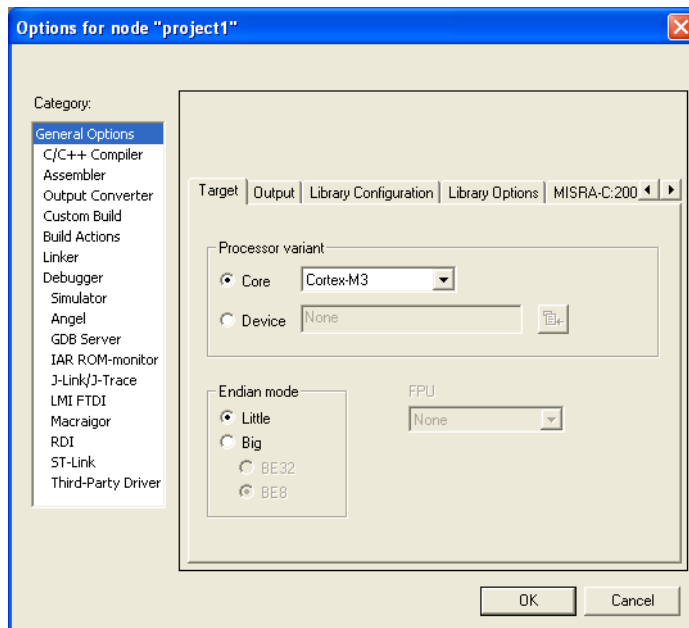 Options for node "project1"
Category:
General Options
C/C++ Compiler
Assembler
Output Converter
Custom Build
Build Actions
Linker
Debugger
Simulator
Angel
GDB Server
IAR ROM-monitor
J-Link/J-Trace
LMI FTDI
Macraigor
RDI
ST-Link
Third-Party Driver
Target Output Library Configuration Library Options MISRA-C:200
Processor variant
Core Cortex-M3
Device None
Endian mode
Little
Big
BE32
BE8
FPU
None
OK Cancel